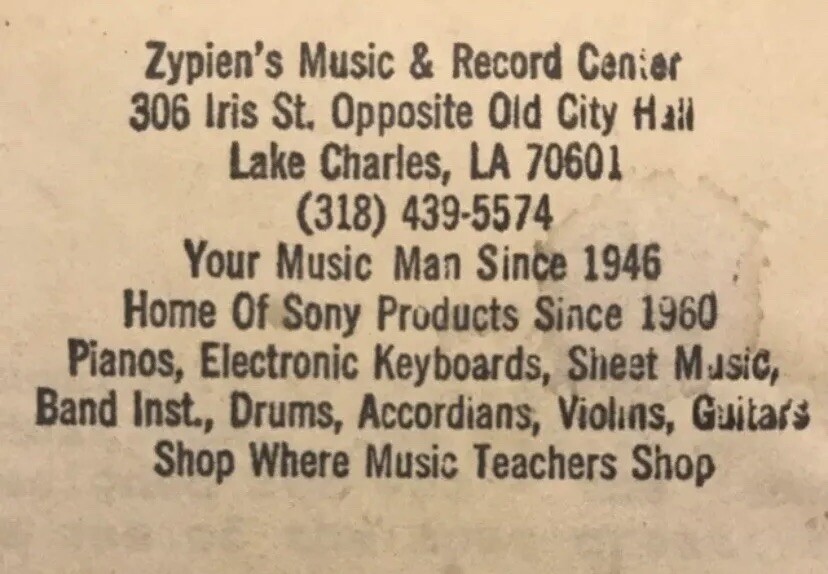 Zypien's Music & Record Center
306 Iris St. Opposite Old City Hall
Lake Charles, LA 70601
(318) 439-5574
Your Music Man Since 1946
Home Of Sony Products Since 1960
Pianos, Electronic Keyboards, Sheet Music,
Band Inst., Drums, Accordians, Violins, Guitars
Shop Where Music Teachers Shop